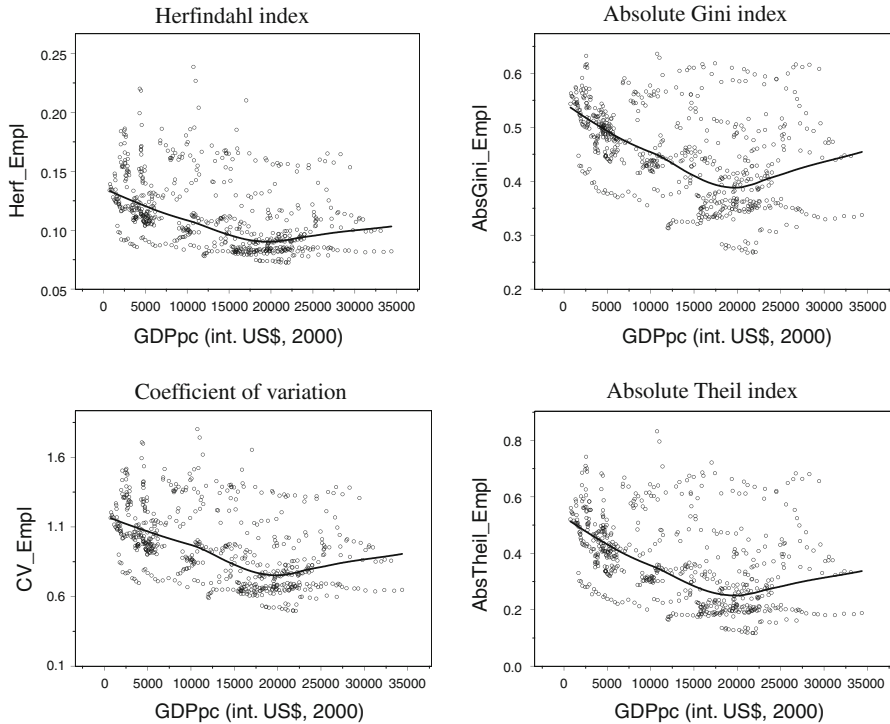 Herfindahl index
Herf_Empl
0.25
0.20
0.15
0.10
0.05
0 5000 10000 15000 20000 25000 30000 35000
GDPpc (int. US$, 2000)
Absolute Gini index
AbsGini_Empl
0.6
0.5
0.4
0.3
0.2
0 5000 10000 15000 20000 25000 30000 35000
GDPpc (int. US$, 2000)
Coefficient of variation
CV_Empl
1.6
1.1
0.6
0.1
0 5000 10000 15000 20000 25000 30000 35000
GDPpc (int. US$, 2000)
Absolute Theil index
AbsTheil_Empl
0.8
0.6
0.4
0.2
0.0
0 5000 10000 15000 20000 25000 30000 35000
GDPpc (int. US$, 2000)